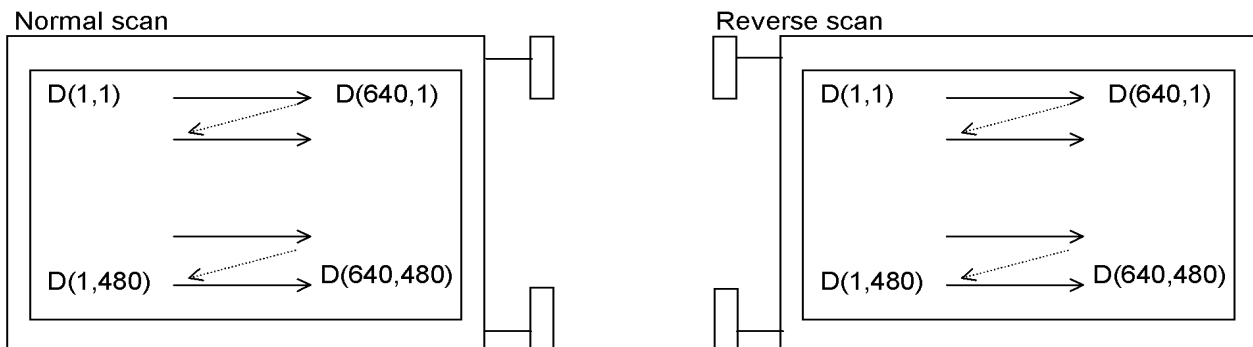 Normal scan
D(1,1) D(640,1)
D(1,480) D(640,480)
Reverse scan
D(1,1) D(640,1)
D(1,480) D(640,480)